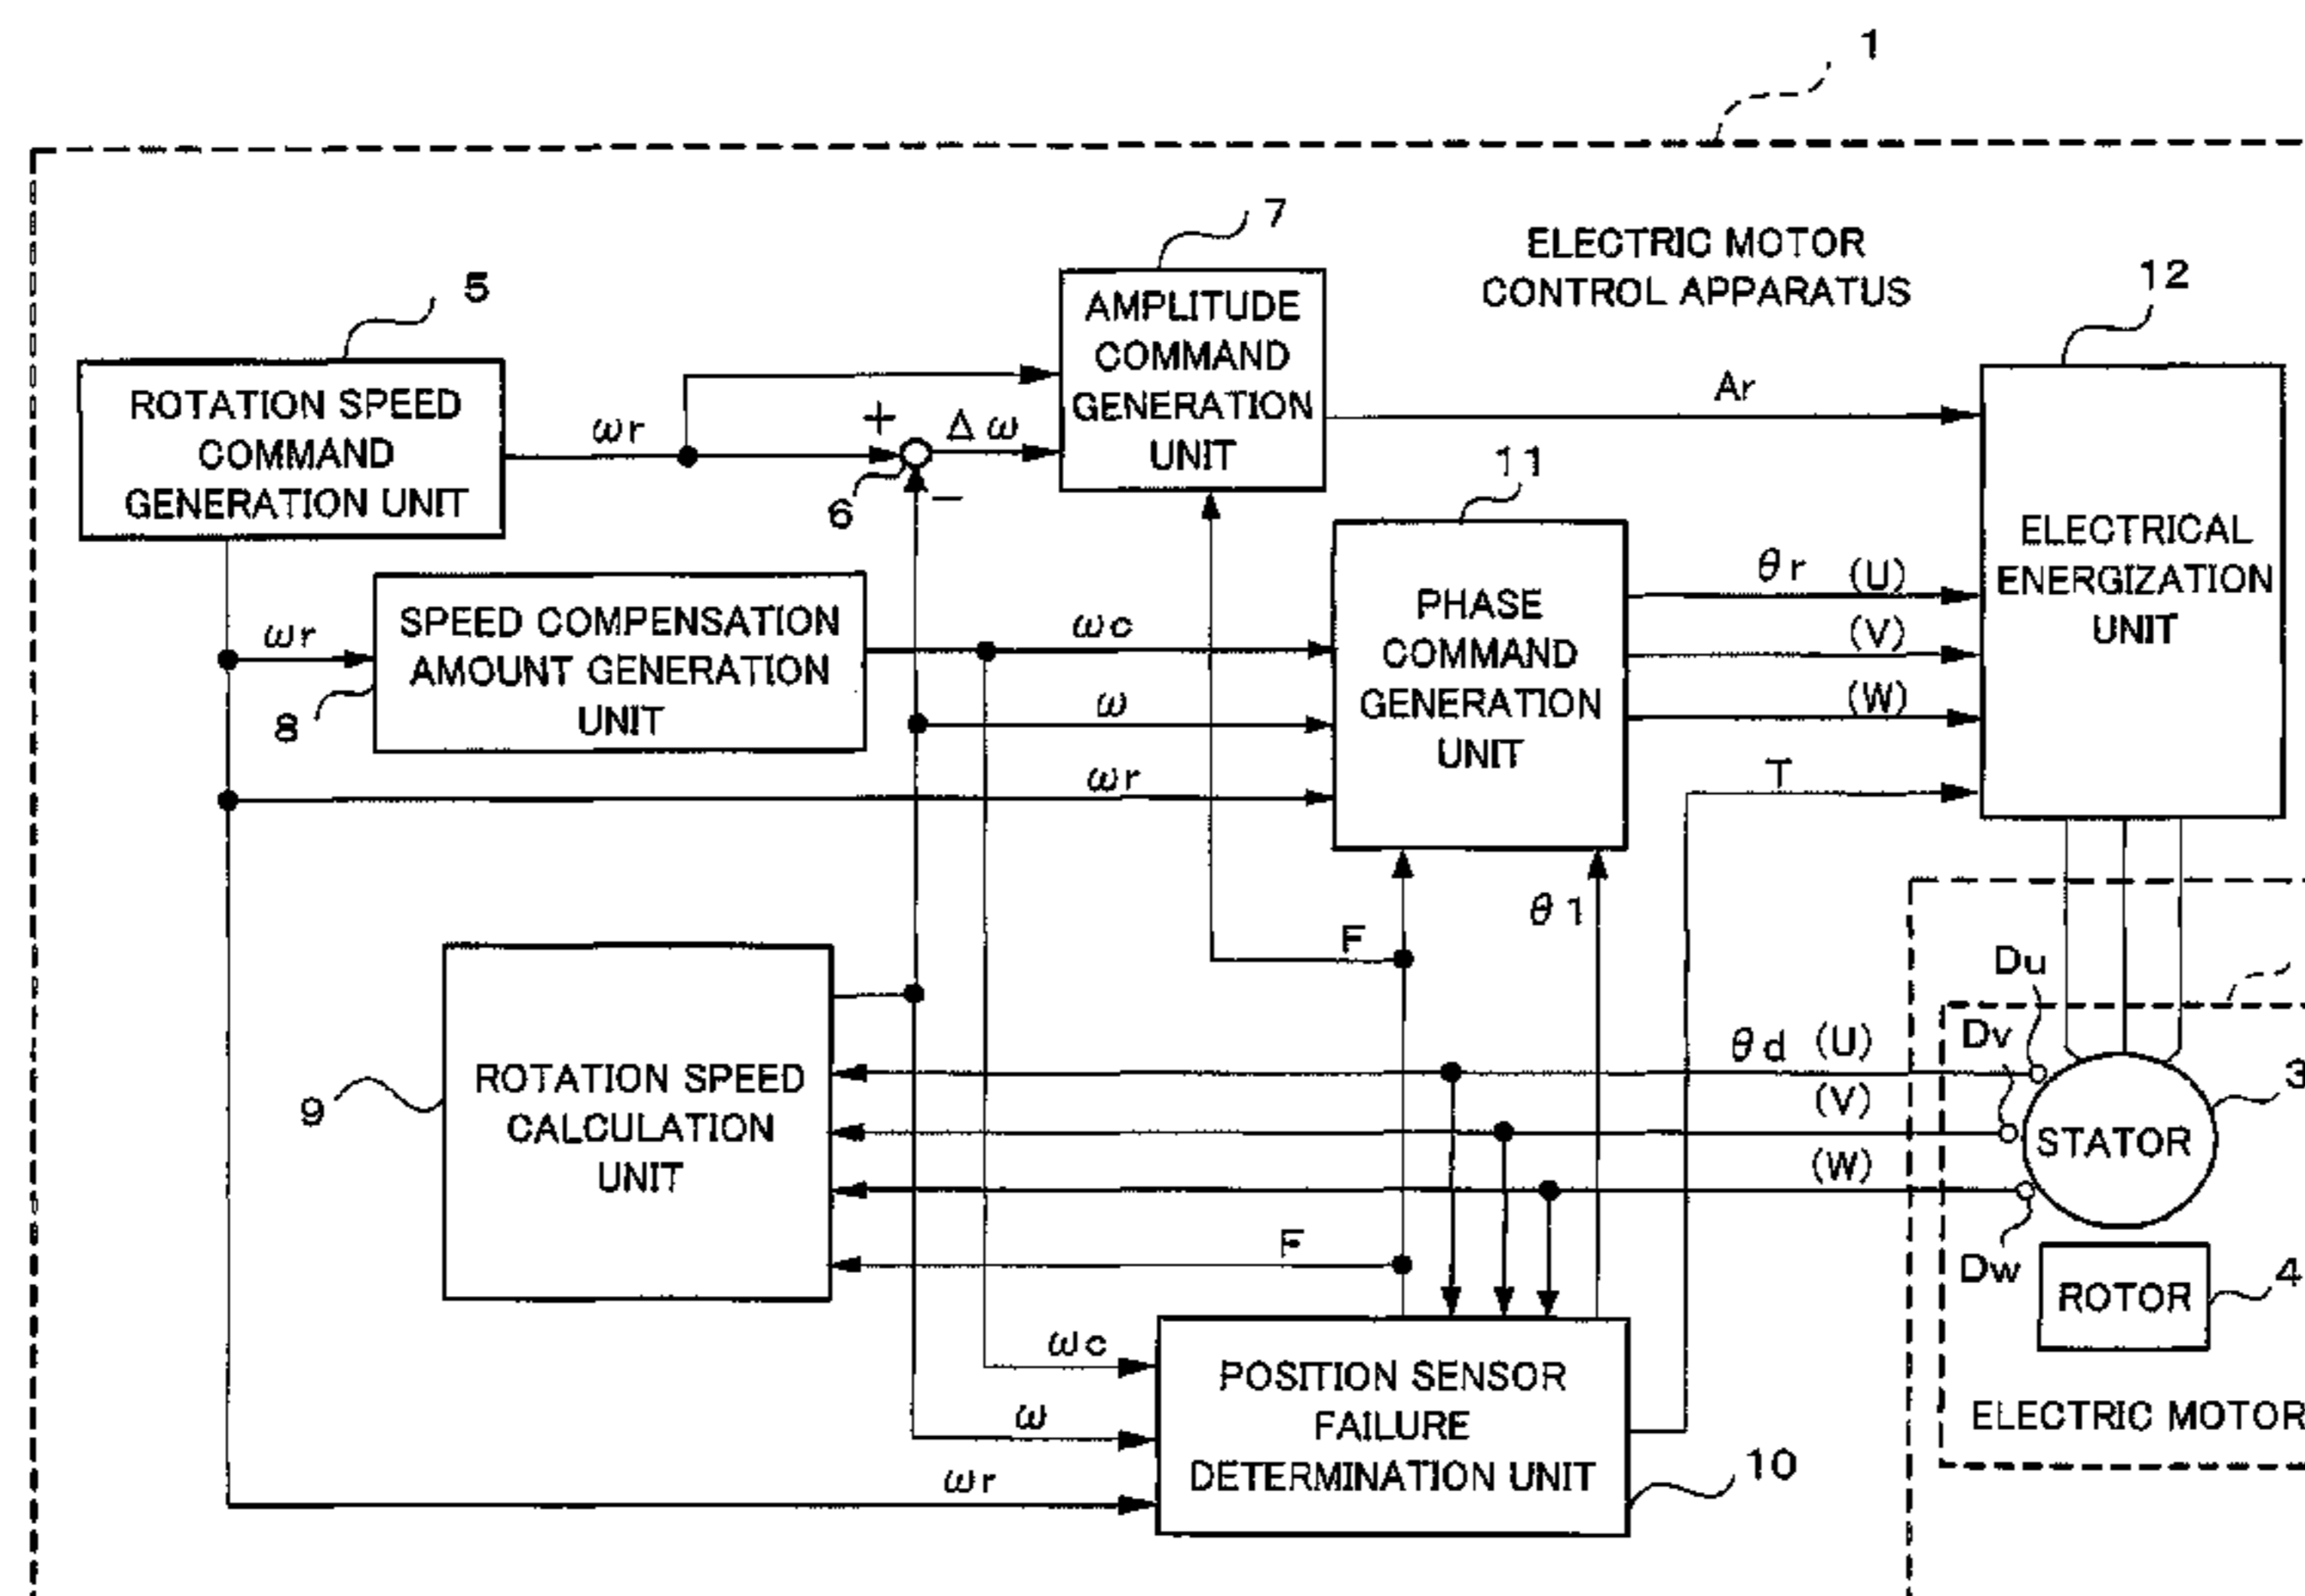 1
7
ELECTRIC MOTOR
CONTROL APPARATUS
12
5
AMPLITUDE
COMMAND
GENERATION
UNIT
ROTATION SPEED
COMMAND
GENERATION UNIT
ωr
+
Δω
6
−
Ar
11
ELECTRICAL
ENERGIZATION
UNIT
ωr
SPEED COMPENSATION
AMOUNT GENERATION
UNIT
8
ωc
ω
ωr
PHASE
COMMAND
GENERATION
UNIT
θr (U)
(V)
(W)
T
F
θ1
9
ROTATION SPEED
CALCULATION
UNIT
θd (U)
(V)
(W)
F
Du
Dv
Dw
STATOR
3
ROTOR
4
ELECTRIC MOTOR
ωc
ω
ωr
POSITION SENSOR
FAILURE
DETERMINATION UNIT
10